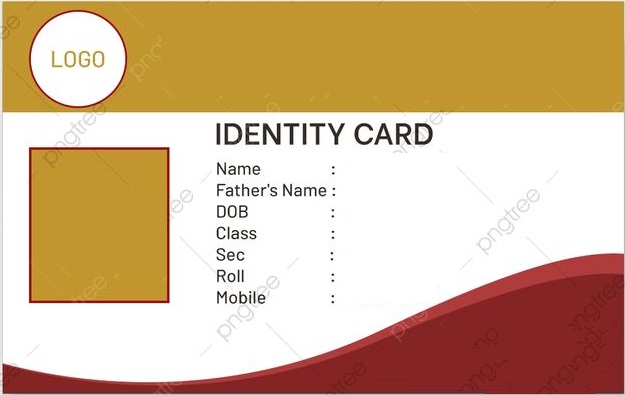 LOGO
IDENTITY CARD
Name :
Father's Name :
DOB :
Class :
Sec :
Roll :
Mobile :
pngtree
pngtree
pngtree
pngtree
pngtree
pngtree